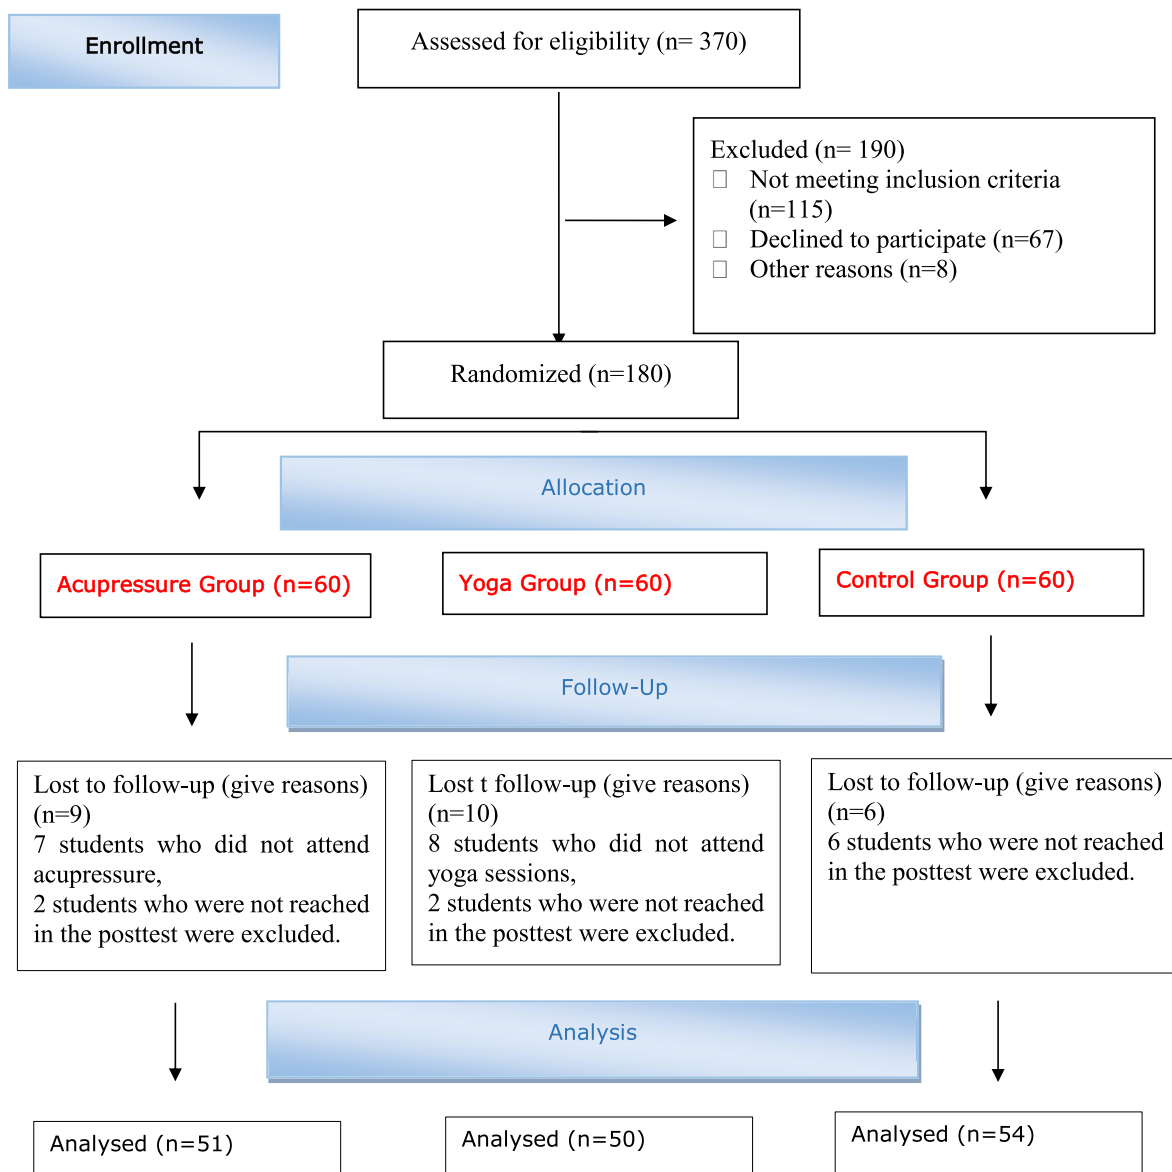 Enrollment
Assessed for eligibility (n= 370)
Excluded (n= 190)
Not meeting inclusion criteria
(n=115)
Declined to participate (n=67)
Other reasons (n=8)
Randomized (n=180)
Allocation
Acupressure Group (n=60)
Yoga Group (n=60)
Control Group (n=60)
Follow-Up
Lost to follow-up (give reasons)
(n=9)
7 students who did not attend
acupressure,
2 students who were not reached
in the posttest were excluded.
Lost t follow-up (give reasons)
(n=10)
8 students who did not attend
yoga sessions,
2 students who were not reached
in the posttest were excluded.
Lost to follow-up (give reasons)
(n=6)
6 students who were not reached
in the posttest were excluded.
Analysis
Analysed (n=51)
Analysed (n=50)
Analysed (n=54)